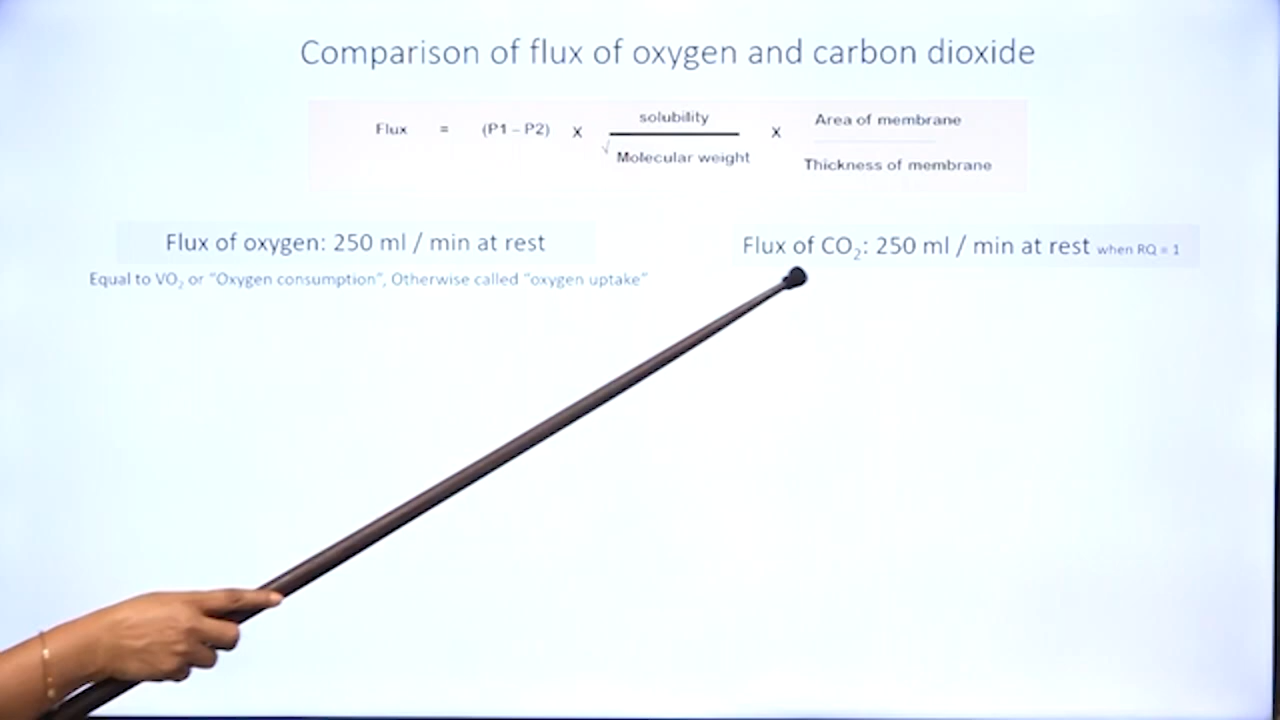 Comparison of flux of oxygen and carbon dioxide
Flux = (P1 – P2) x solubility / √ Molecular weight x Area of membrane / Thickness of membrane
Flux of oxygen: 250 ml / min at rest
Equal to VO₂ or "Oxygen consumption", Otherwise called "oxygen uptake"
Flux of CO₂: 250 ml / min at rest when RQ = 1